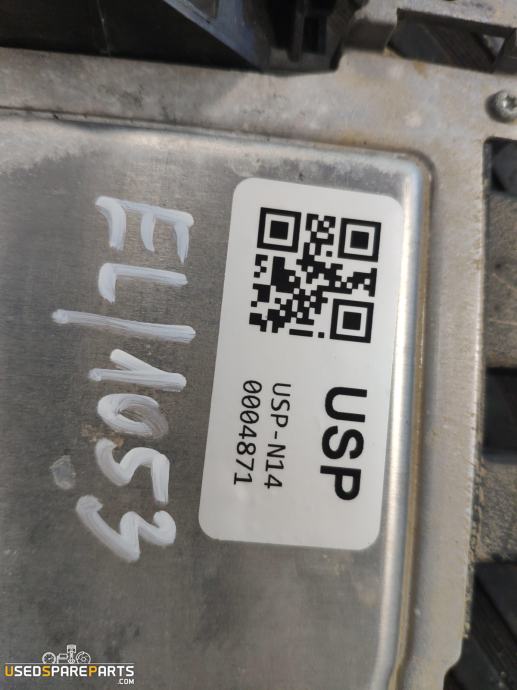 EL/1053
USP
USP-N14
0004871
USEDSPAREPARTS
.COM